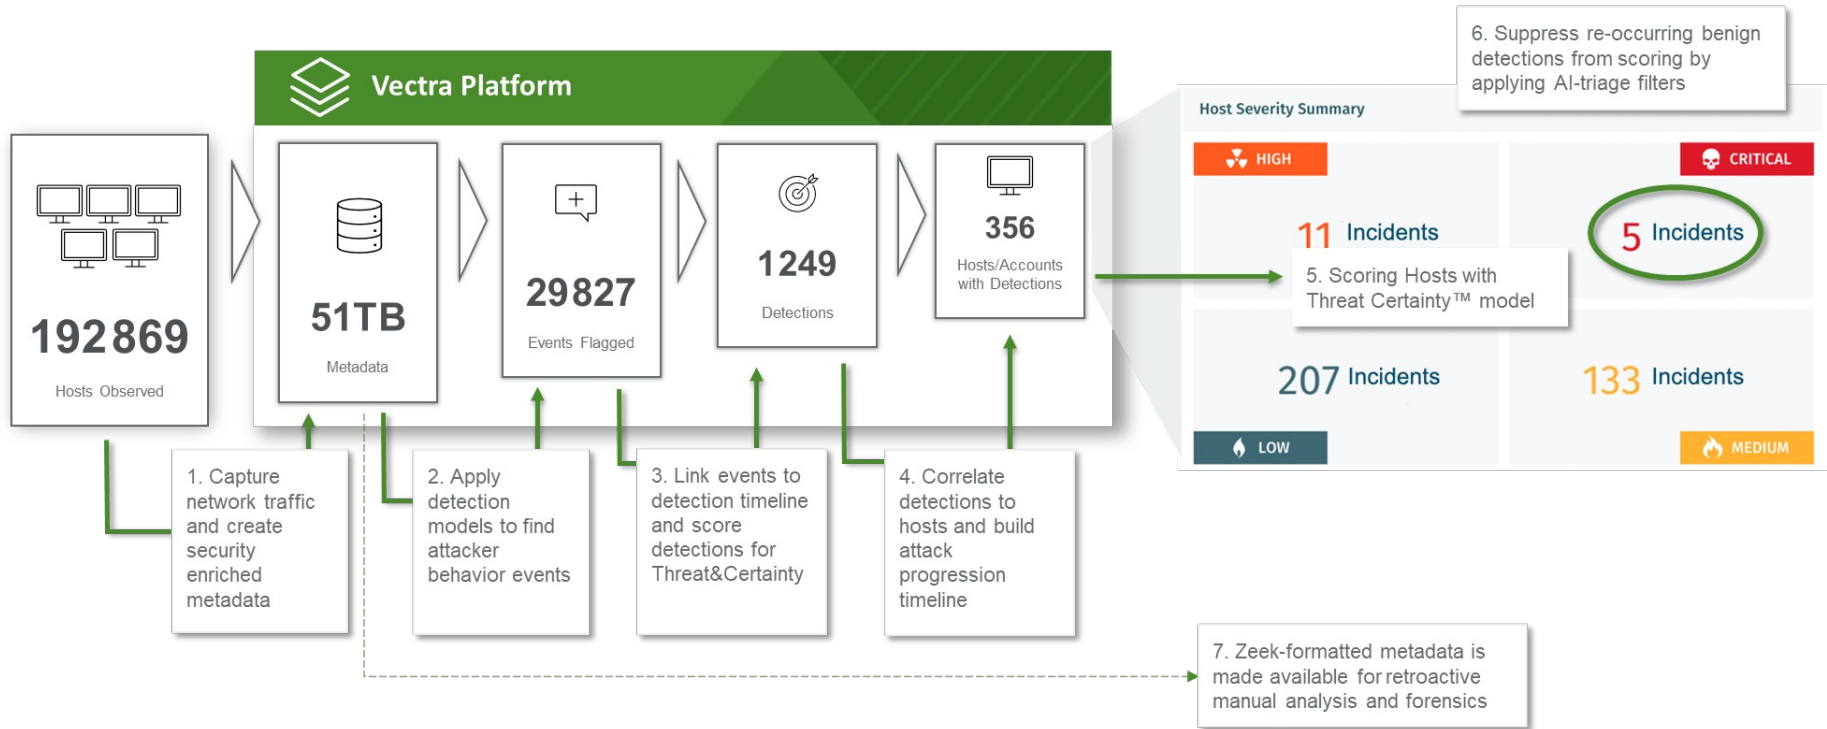 6. Suppress re-occurring benign
detections from scoring by
applying AI-triage filters
Vectra Platform
Host Severity Summary
HIGH
CRITICAL
11 Incidents
5 Incidents
5. Scoring Hosts with
Threat Certainty™ model
207 Incidents
133 Incidents
LOW
MEDIUM
192 869
Hosts Observed
51TB
Metadata
29 827
Events Flagged
1249
Detections
356
Hosts/Accounts
with Detections
1. Capture
network traffic
and create
security
enriched
metadata
2. Apply
detection
models to find
attacker
behavior events
3. Link events to
detection timeline
and score
detections for
Threat&Certainty
4. Correlate
detections to
hosts and build
attack
progression
timeline
7. Zeek-formatted metadata is
made available for retroactive
manual analysis and forensics